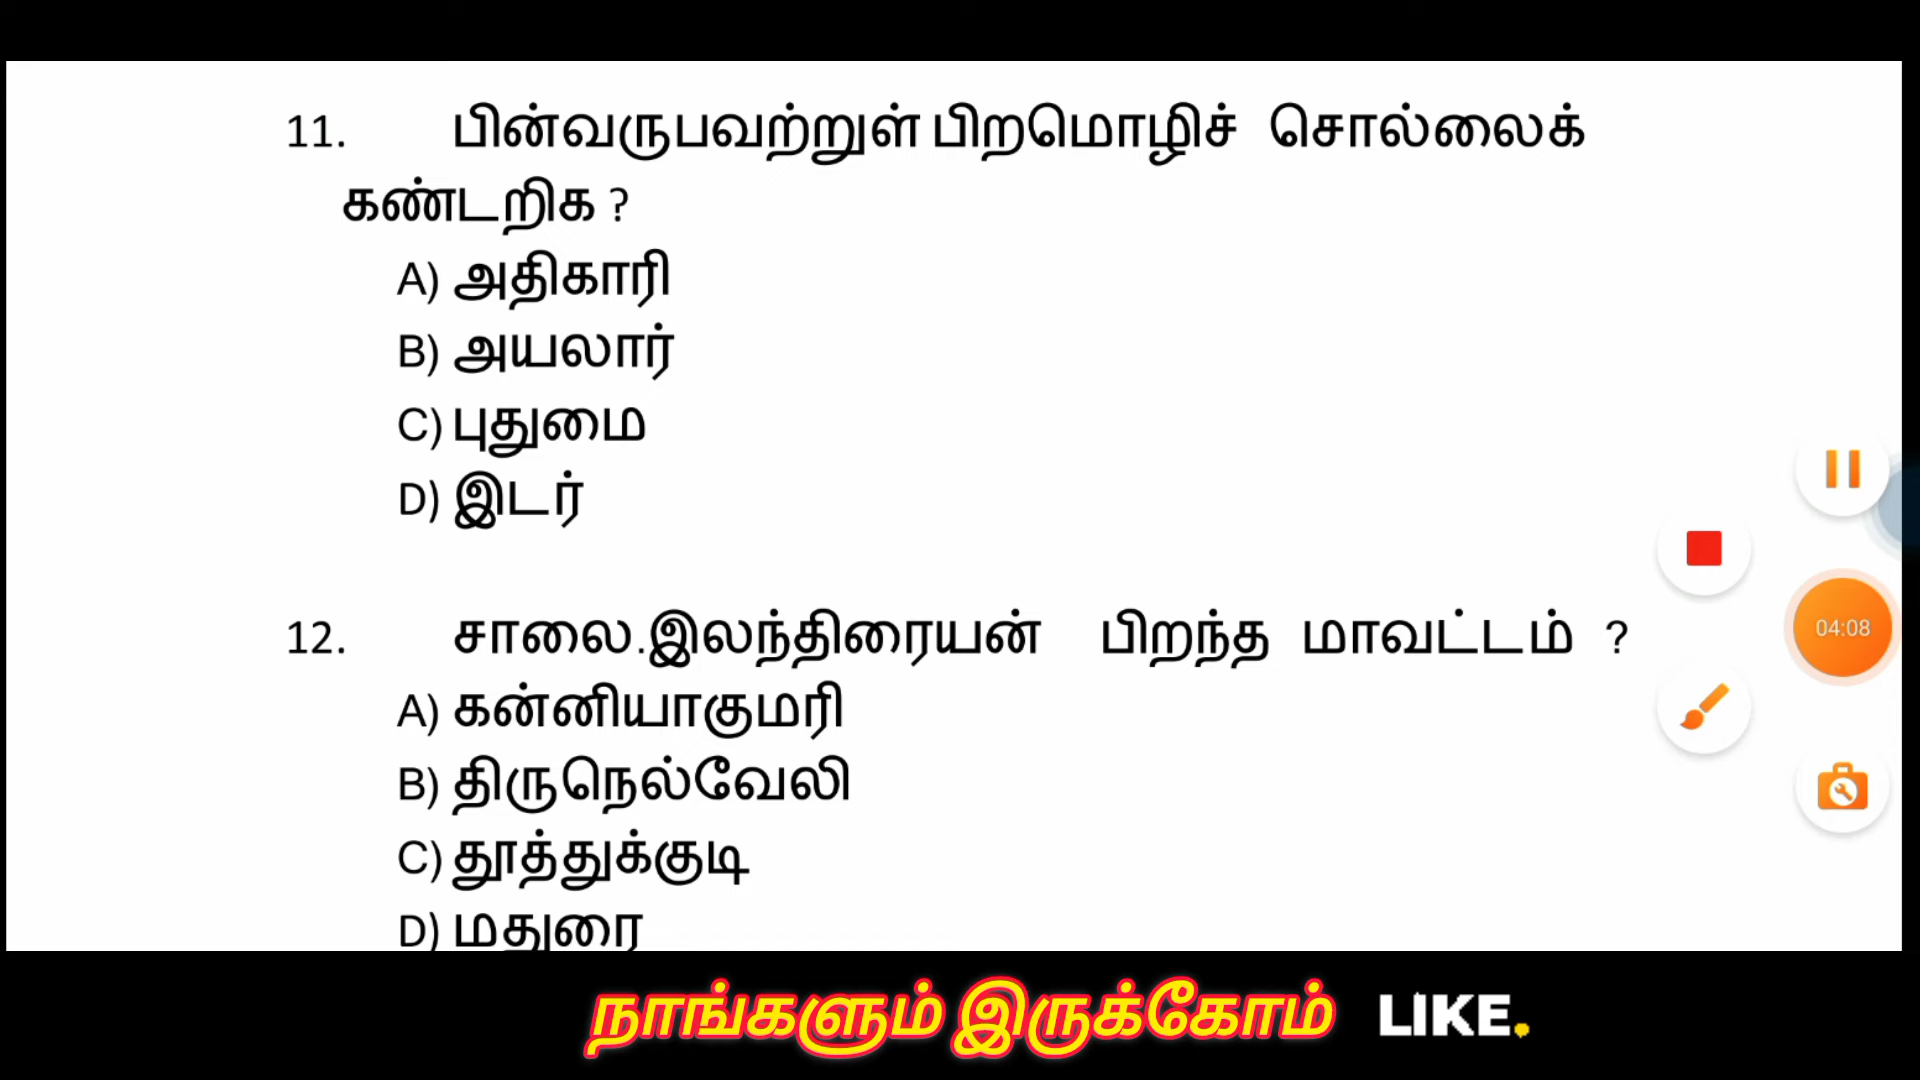 11. பின்வருபவற்றுள் பிறமொழிச் சொல்லைக்
கண்டறிக ?
A) அதிகாரி
B) அயலார்
C) புதுமை
D) இடர்
12. சாலை.இலந்திரையன் பிறந்த மாவட்டம் ?
A) கன்னியாகுமரி
B) திருநெல்வேலி
C) தூத்துக்குடி
D) மதுரை
04:08
நாங்களும் இருக்கோம் LIKE.